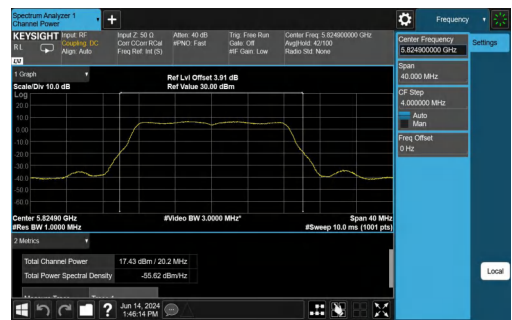 Spectrum Analyzer 1
Channel Power
+
Frequency
KEYSIGHT
RL
Input: RF
Coupling: DC
Align: Auto
Input Z: 50 Ω
Corr CCorr RCal
Freq Ref: Int (S)
Atten: 40 dB
#PNO: Fast
Trig: Free Run
Gate: Off
#IF Gain: Low
Center Freq: 5.824900000 GHz
Avg|Hold: 42/100
Radio Std: None
LXI
Center Frequency
5.824900000 GHz
Settings
Span
40.000 MHz
CF Step
4.000000 MHz
Auto
Man
Freq Offset
0 Hz
1 Graph
Scale/Div 10.0 dB
Ref Lvl Offset 3.91 dB
Ref Value 30.00 dBm
Log
20.0
10.0
0.00
-10.0
-20.0
-30.0
-40.0
-50.0
-60.0
Center 5.82490 GHz
#Video BW 3.0000 MHz*
Span 40 MHz
#Res BW 1.0000 MHz
#Sweep 10.0 ms (1001 pts)
2 Metrics
Total Channel Power
17.43 dBm / 20.2 MHz
Total Power Spectral Density
-55.62 dBm/Hz
Local
?
Jun 14, 2024
1:46:14 PM